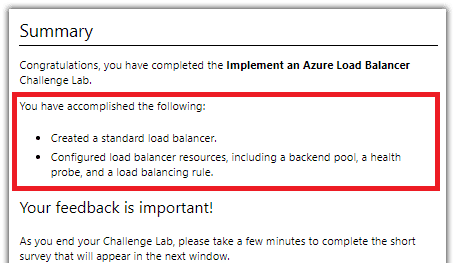 Summary
Congratulations, you have completed the Implement an Azure Load Balancer
Challenge Lab.
You have accomplished the following:
• Created a standard load balancer.
• Configured load balancer resources, including a backend pool, a health
probe, and a load balancing rule.
Your feedback is important!
As you end your Challenge Lab, please take a few minutes to complete the short
survey that will appear in the next window.